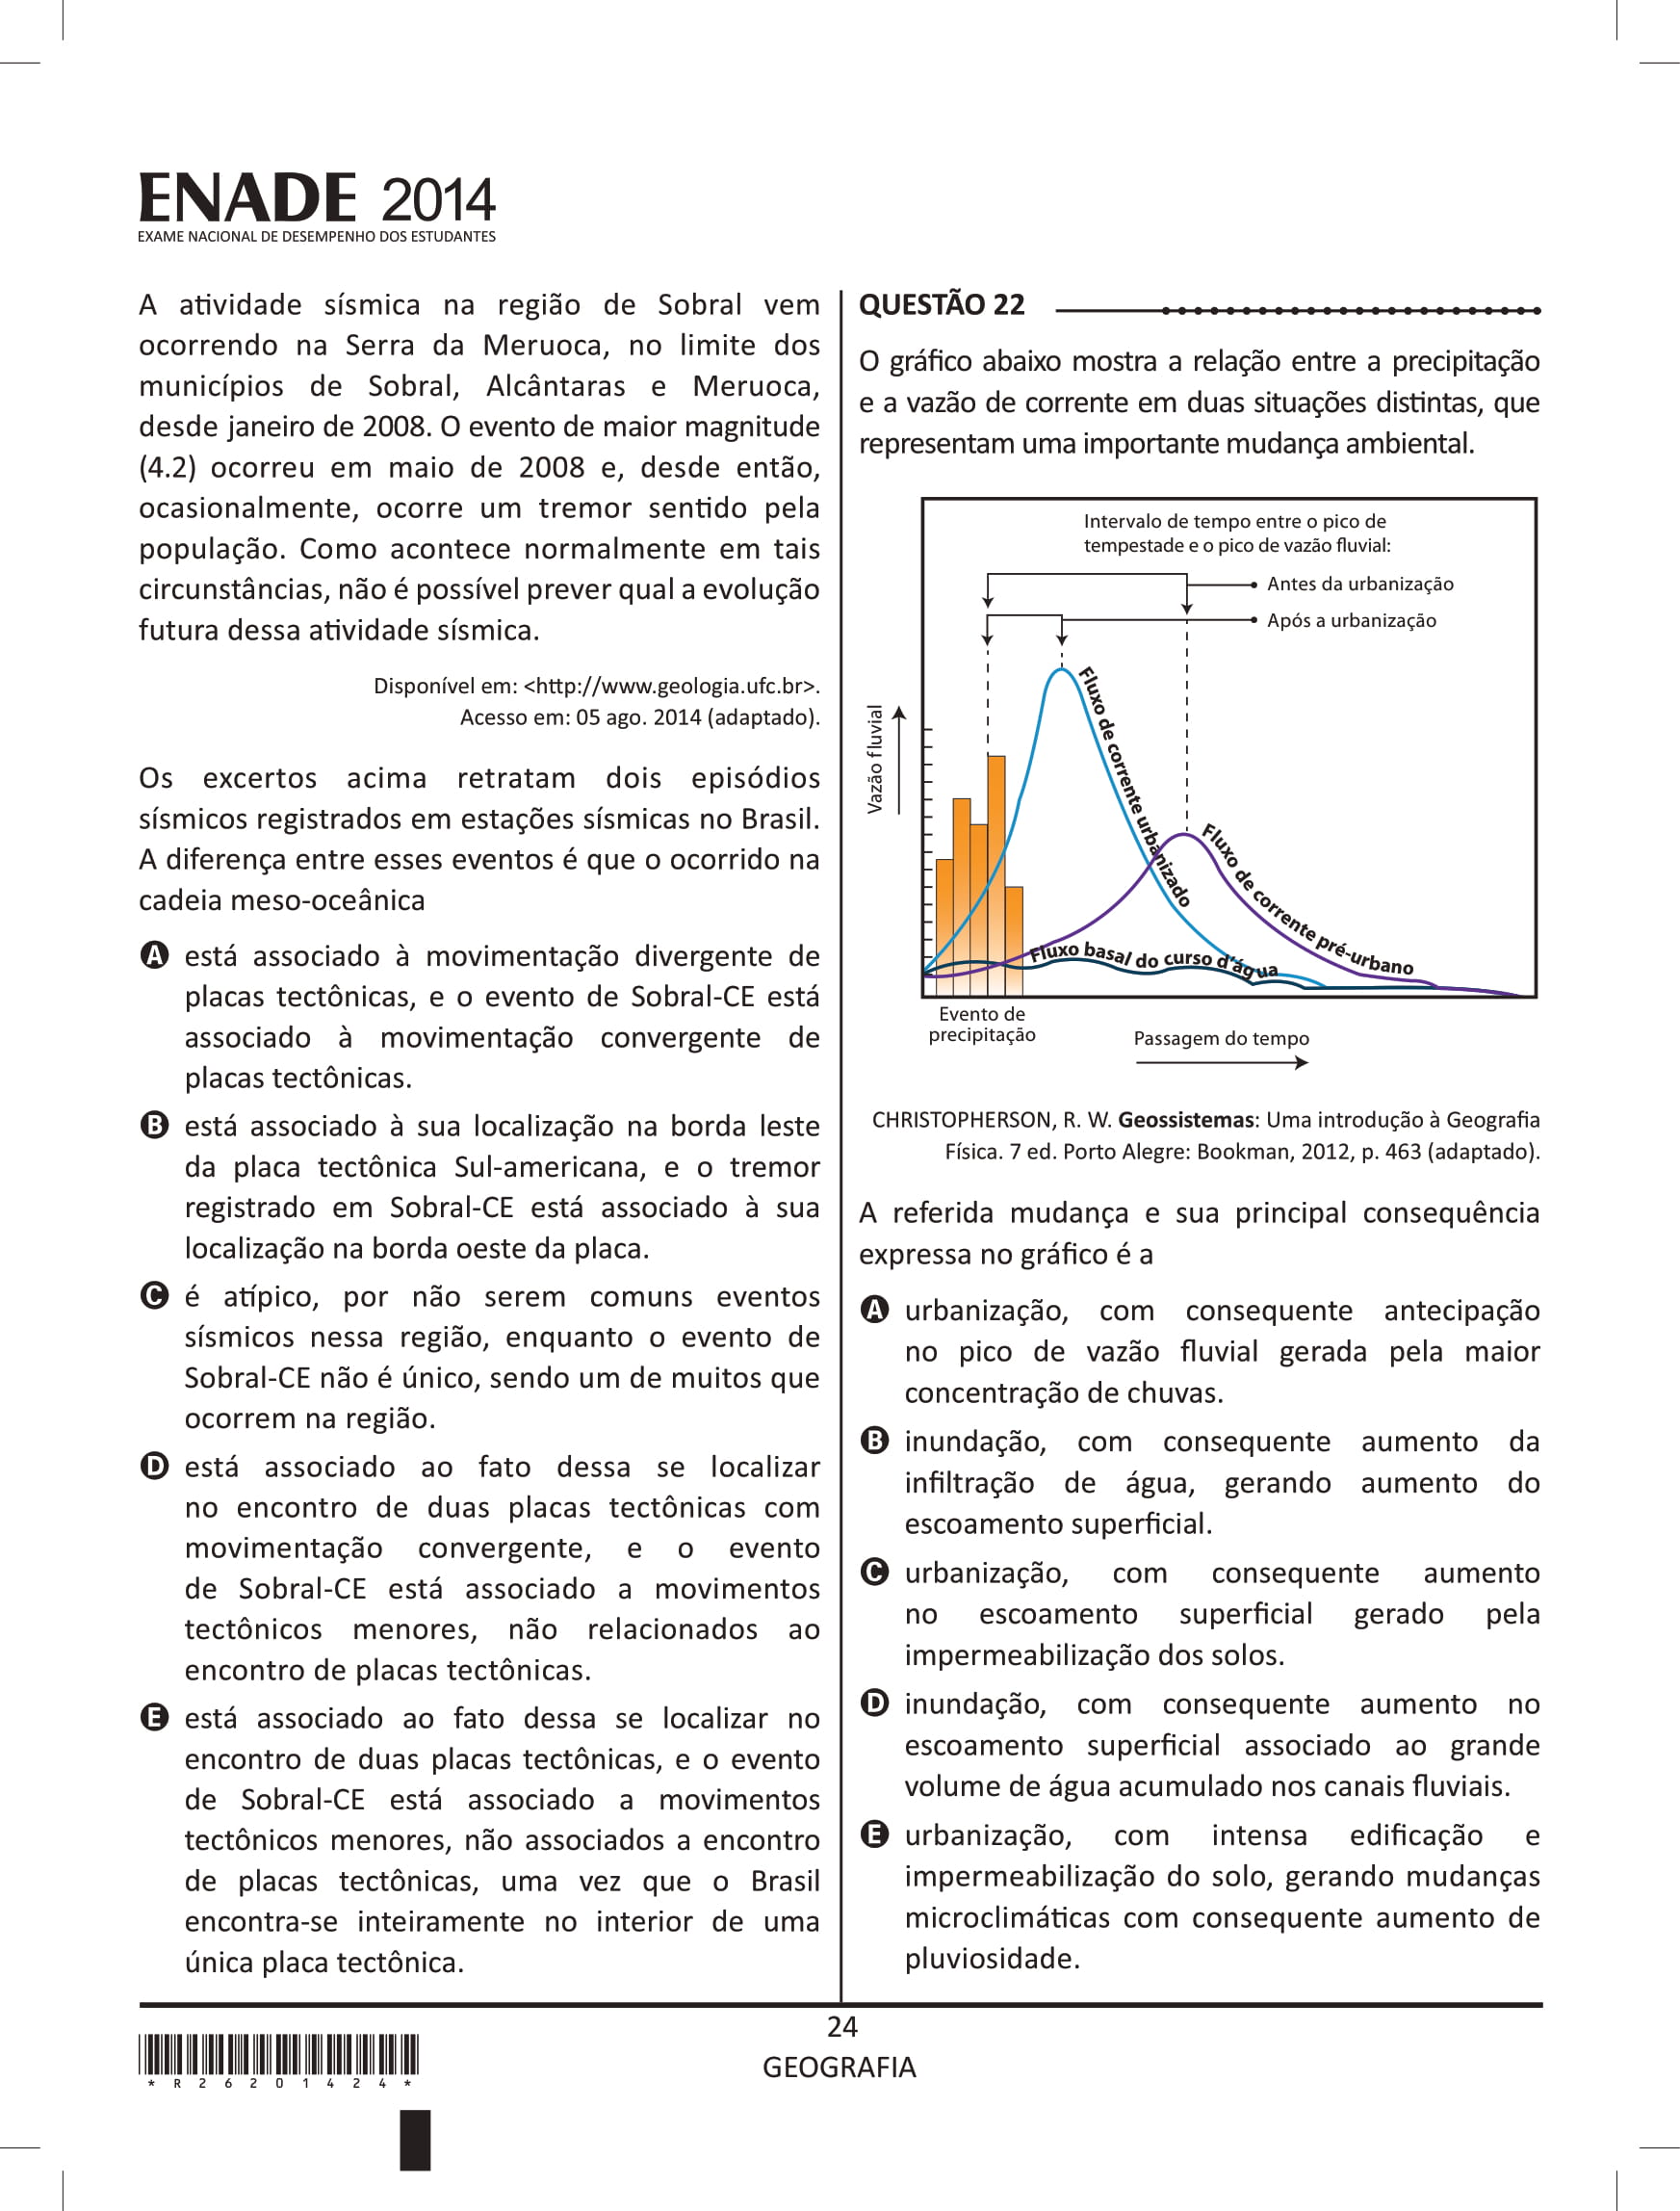 ENADE 2014
EXAME NACIONAL DE DESEMPENHO DOS ESTUDANTES
A atividade sísmica na região de Sobral vem
ocorrendo na Serra da Meruoca, no limite dos
municípios de Sobral, Alcântaras e Meruoca,
desde janeiro de 2008. O evento de maior magnitude
(4.2) ocorreu em maio de 2008 e, desde então,
ocasionalmente, ocorre um tremor sentido pela
população. Como acontece normalmente em tais
circunstâncias, não é possível prever qual a evolução
futura dessa atividade sísmica.
Disponível em: <http://www.geologia.ufc.br>.
Acesso em: 05 ago. 2014 (adaptado).
Os excertos acima retratam dois episódios
sísmicos registrados em estações sísmicas no Brasil.
A diferença entre esses eventos é que o ocorrido na
cadeia meso-oceânica
A está associado à movimentação divergente de
placas tectônicas, e o evento de Sobral-CE está
associado à movimentação convergente de
placas tectônicas.
B está associado à sua localização na borda leste
da placa tectônica Sul-americana, e o tremor
registrado em Sobral-CE está associado à sua
localização na borda oeste da placa.
C é atípico, por não serem comuns eventos
sísmicos nessa região, enquanto o evento de
Sobral-CE não é único, sendo um de muitos que
ocorrem na região.
D está associado ao fato dessa se localizar
no encontro de duas placas tectônicas com
movimentação convergente, e o evento
de Sobral-CE está associado a movimentos
tectônicos menores, não relacionados ao
encontro de placas tectônicas.
E está associado ao fato dessa se localizar no
encontro de duas placas tectônicas, e o evento
de Sobral-CE está associado a movimentos
tectônicos menores, não associados a encontro
de placas tectônicas, uma vez que o Brasil
encontra-se inteiramente no interior de uma
única placa tectônica.
QUESTÃO 22
O gráfico abaixo mostra a relação entre a precipitação
e a vazão de corrente em duas situações distintas, que
representam uma importante mudança ambiental.
Intervalo de tempo entre o pico de
tempestade e o pico de vazão fluvial:
Antes da urbanização
Após a urbanização
Vazão fluvial
Fluxo de corrente urbanizado
Fluxo de corrente pré-urbano
Fluxo basal do curso d'água
Evento de
precipitação
Passagem do tempo
CHRISTOPHERSON, R. W. Geossistemas: Uma introdução à Geografia
Física. 7 ed. Porto Alegre: Bookman, 2012, p. 463 (adaptado).
A referida mudança e sua principal consequência
expressa no gráfico é a
A urbanização, com consequente antecipação
no pico de vazão fluvial gerada pela maior
concentração de chuvas.
B inundação, com consequente aumento da
infiltração de água, gerando aumento do
escoamento superficial.
C urbanização, com consequente aumento
no escoamento superficial gerado pela
impermeabilização dos solos.
D inundação, com consequente aumento no
escoamento superficial associado ao grande
volume de água acumulado nos canais fluviais.
E urbanização, com intensa edificação e
impermeabilização do solo, gerando mudanças
microclimáticas com consequente aumento de
pluviosidade.
24
GEOGRAFIA
*R26201424*